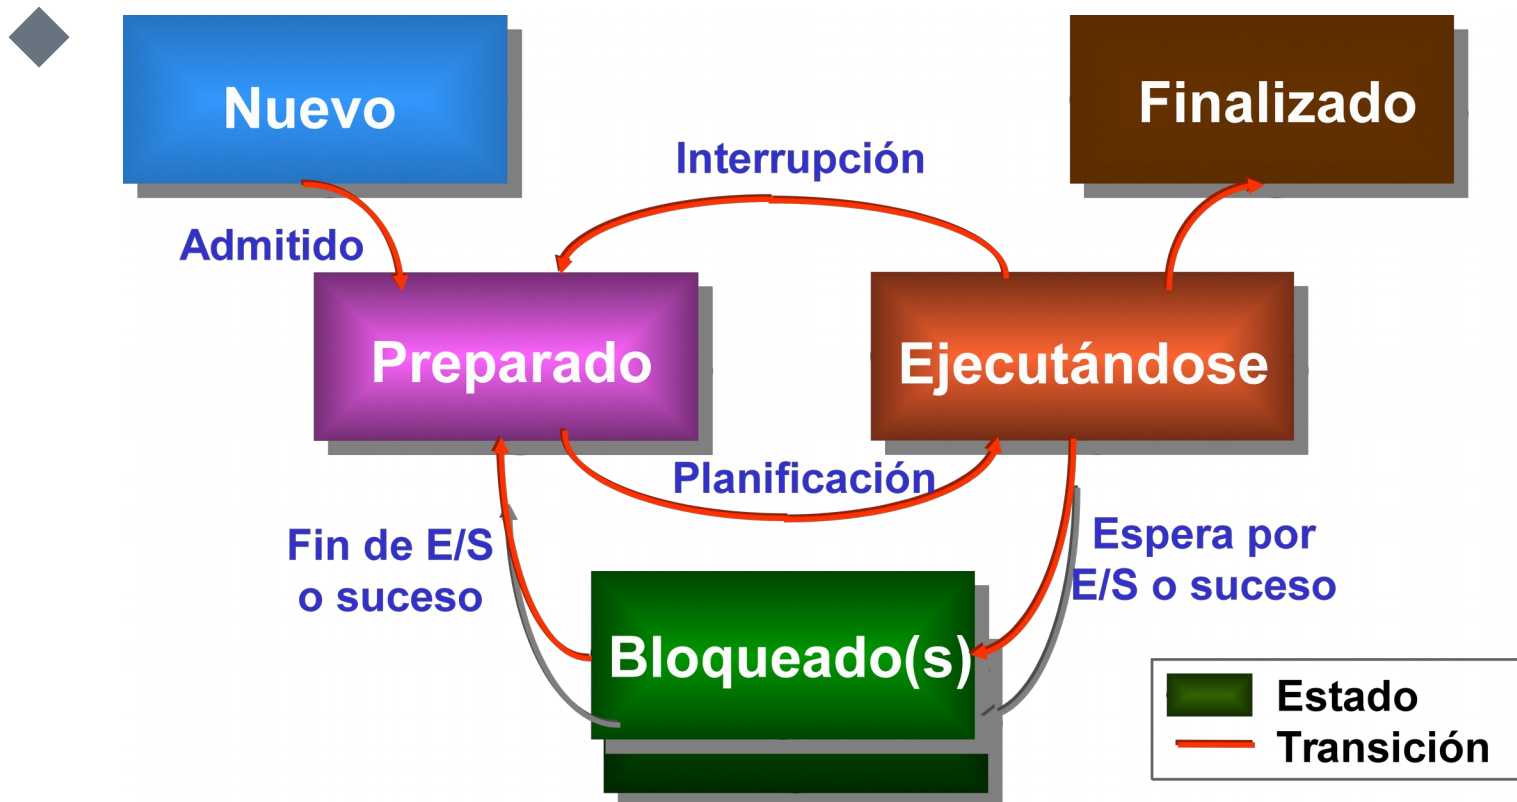 Nuevo
Finalizado
Interrupción
Admitido
Preparado
Ejecutándose
Planificación
Fin de E/S
o suceso
Espera por
E/S o suceso
Bloqueado(s)
Estado
Transición